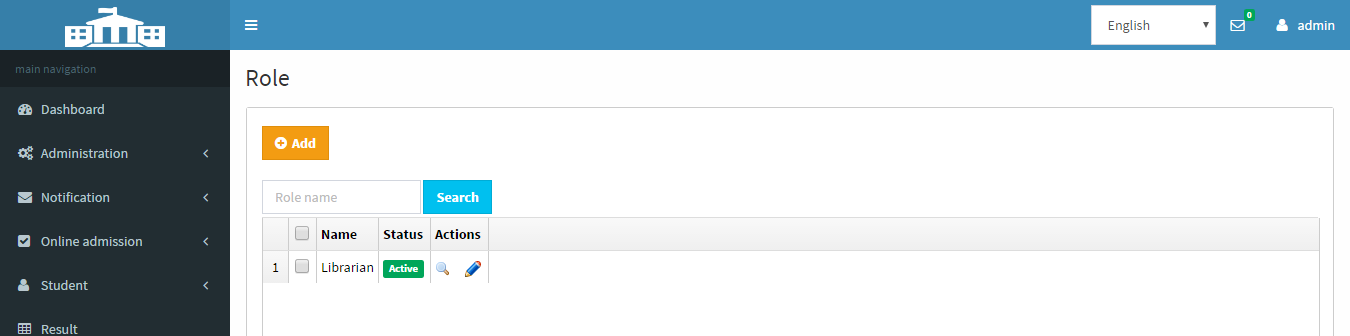 English
0
admin
main navigation
Role
Dashboard
Add
Administration
Notification
Role name
Search
Name Status Actions
Online admission
1 Librarian Active
Student
Result